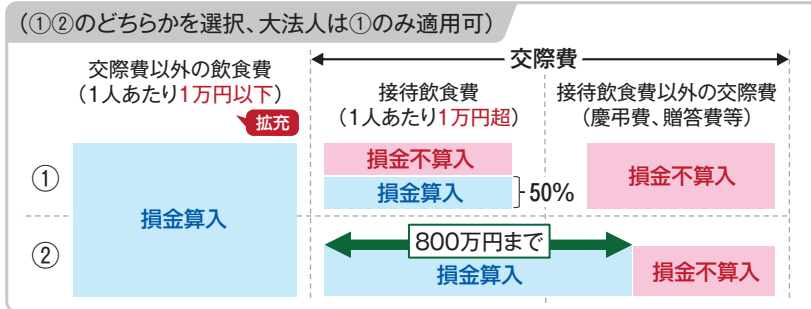 (①②のどちらかを選択、大法人は①のみ適用可)
交際費
交際費以外の飲食費
(1人あたり1万円以下)
拡充
接待飲食費
(1人あたり1万円超)
接待飲食費以外の交際費
(慶弔費、贈答費等)
①
損金算入
損金不算入
損金算入
50%
損金不算入
②
800万円まで
損金算入
損金不算入